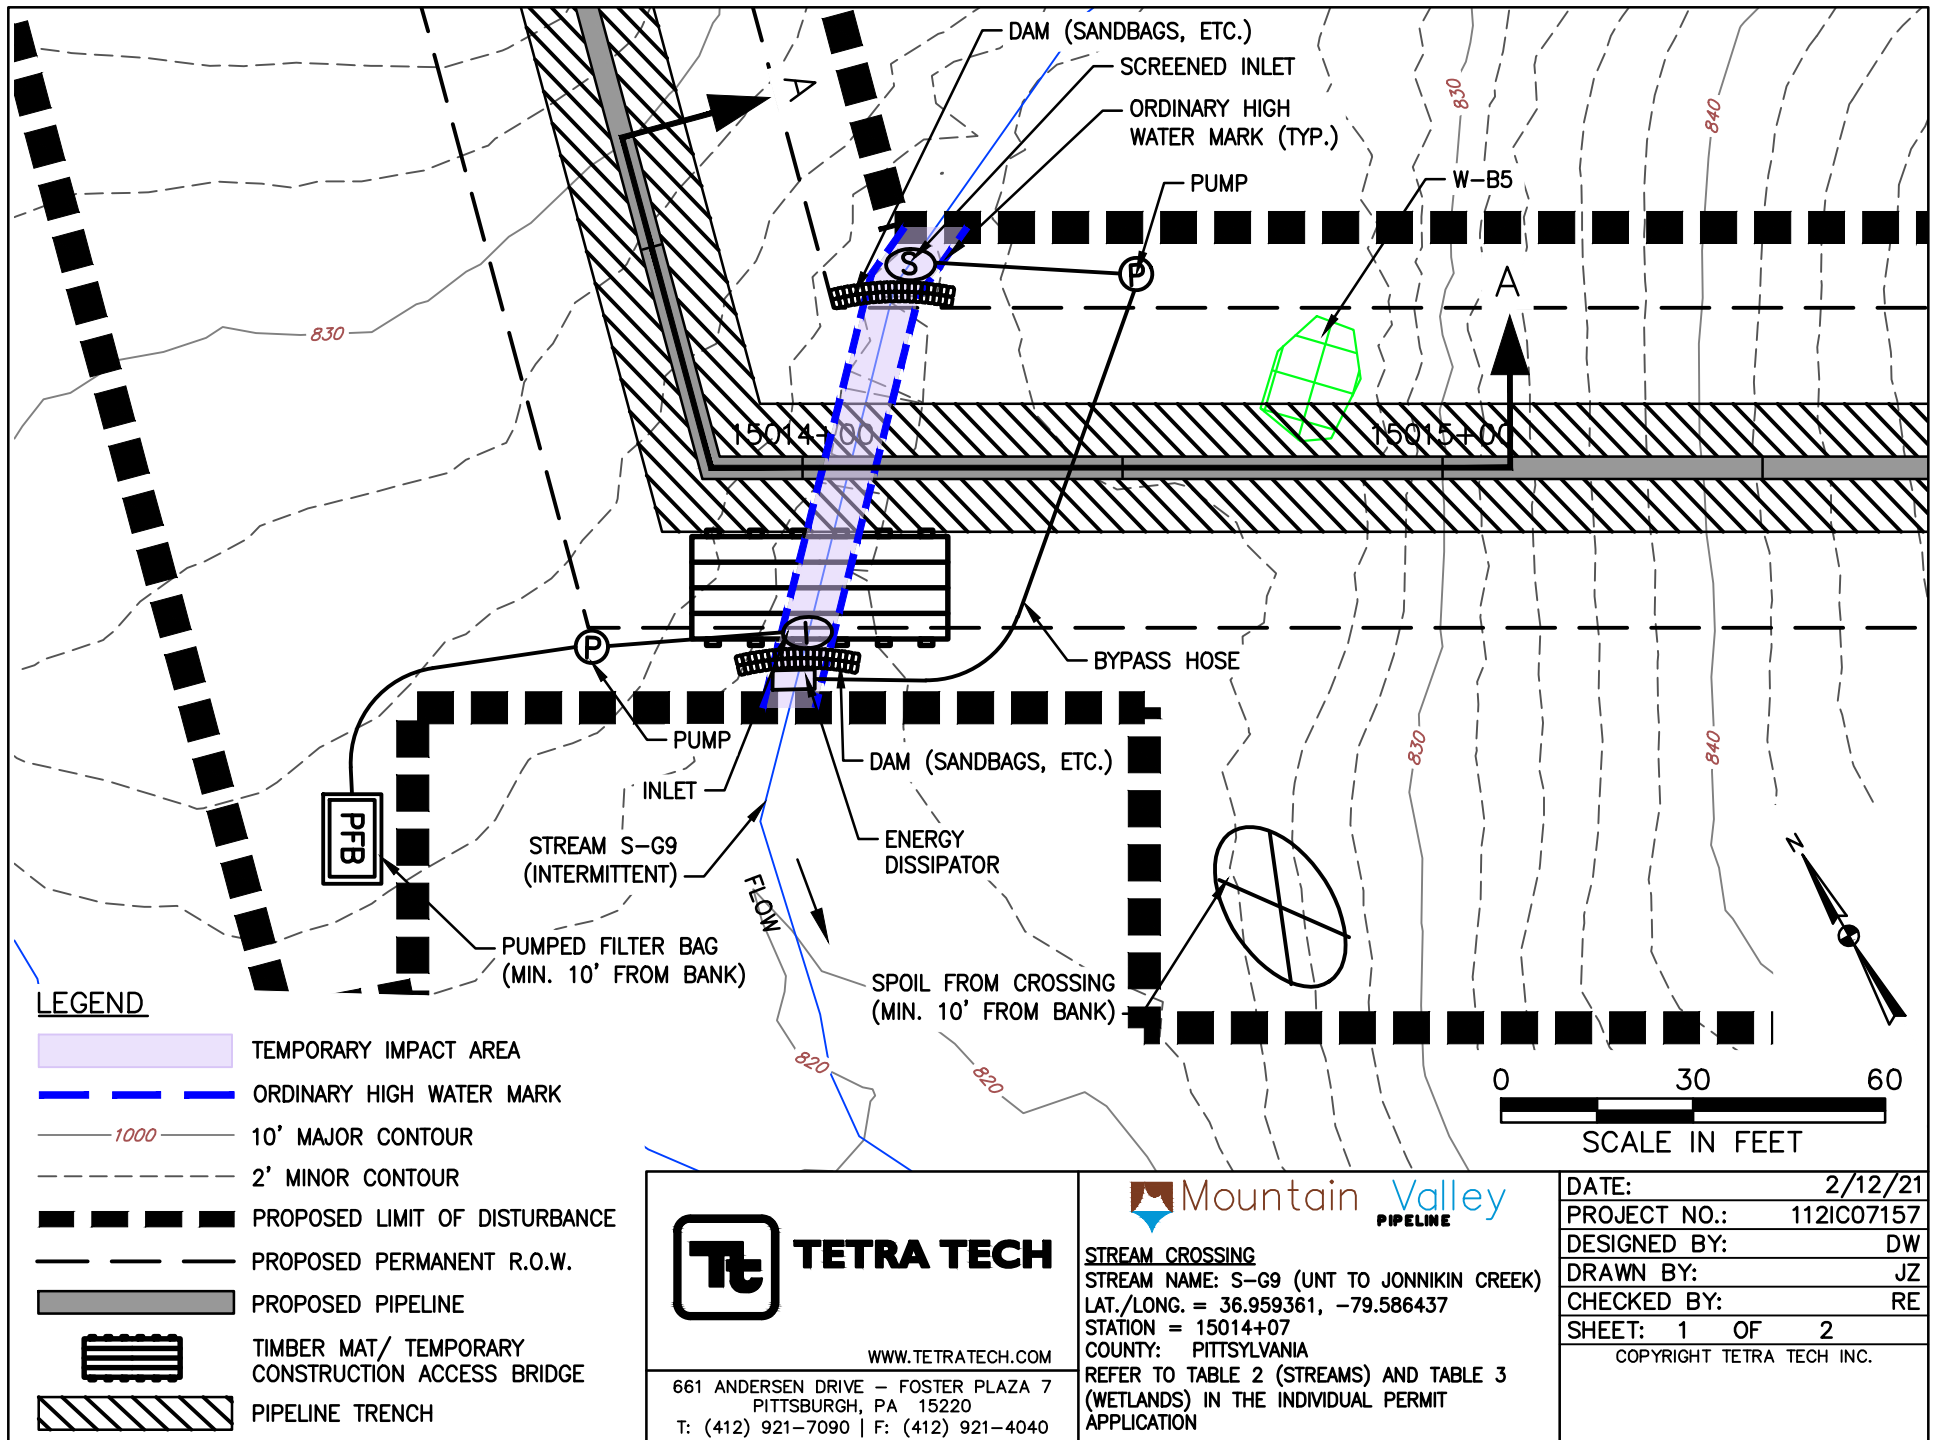 DAM (SANDBAGS, ETC.)
SCREENED INLET
ORDINARY HIGH
WATER MARK (TYP.)
PUMP
W-B5
830
840
A
S
P
A
830
15014+00
15015+00
I
P
BYPASS HOSE
PUMP
DAM (SANDBAGS, ETC.)
INLET
830
840
PFB
STREAM S-G9
(INTERMITTENT)
ENERGY
DISSIPATOR
FLOW
N
PUMPED FILTER BAG
(MIN. 10' FROM BANK)
SPOIL FROM CROSSING
(MIN. 10' FROM BANK)
820
820
LEGEND
TEMPORARY IMPACT AREA
ORDINARY HIGH WATER MARK
1000
10' MAJOR CONTOUR
2' MINOR CONTOUR
PROPOSED LIMIT OF DISTURBANCE
PROPOSED PERMANENT R.O.W.
PROPOSED PIPELINE
TIMBER MAT/ TEMPORARY
CONSTRUCTION ACCESS BRIDGE
PIPELINE TRENCH
0 30 60
SCALE IN FEET
Tt TETRA TECH
WWW.TETRATECH.COM
661 ANDERSEN DRIVE - FOSTER PLAZA 7
PITTSBURGH, PA 15220
T: (412) 921-7090 | F: (412) 921-4040
Mountain Valley
PIPELINE
STREAM CROSSING
STREAM NAME: S-G9 (UNT TO JONNIKIN CREEK)
LAT./LONG. = 36.959361, -79.586437
STATION = 15014+07
COUNTY: PITTSYLVANIA
REFER TO TABLE 2 (STREAMS) AND TABLE 3
(WETLANDS) IN THE INDIVIDUAL PERMIT
APPLICATION
DATE: 2/12/21
PROJECT NO.: 112IC07157
DESIGNED BY: DW
DRAWN BY: JZ
CHECKED BY: RE
SHEET: 1 OF 2
COPYRIGHT TETRA TECH INC.